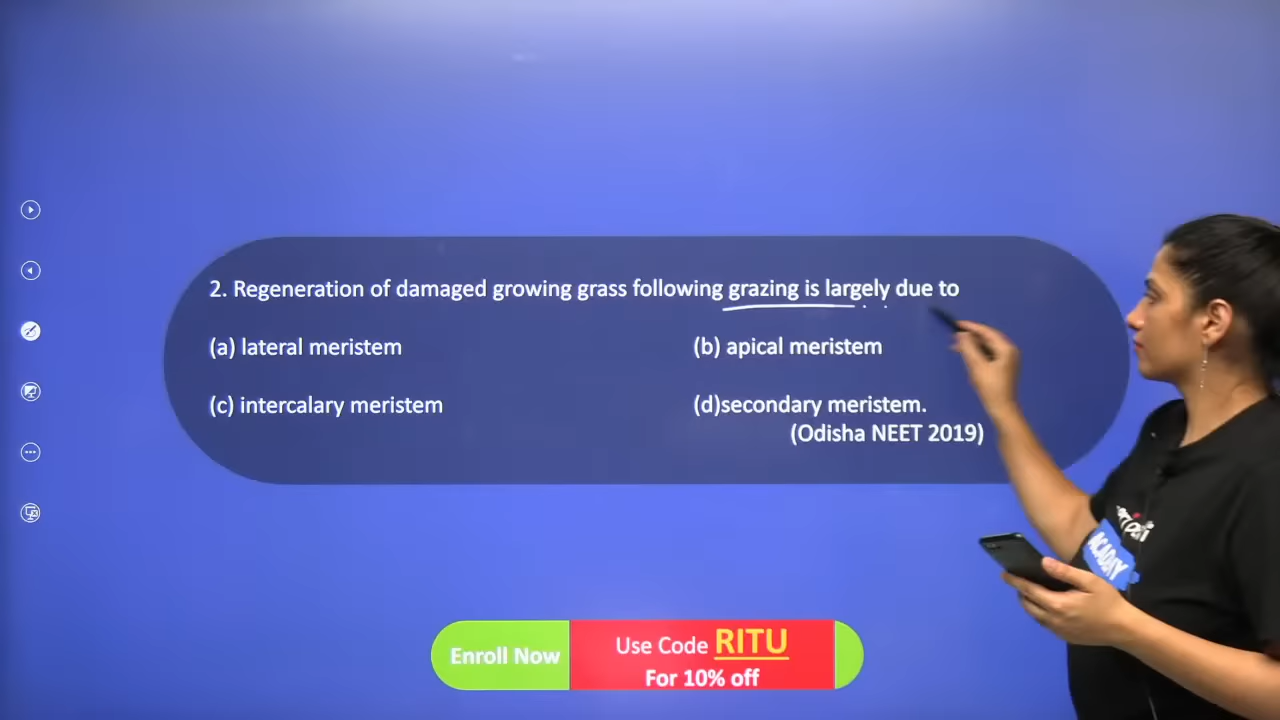 2. Regeneration of damaged growing grass following grazing is largely due to
(a) lateral meristem
(b) apical meristem
(c) intercalary meristem
(d)secondary meristem.
(Odisha NEET 2019)
ACADMY
Enroll Now
Use Code RITU
For 10% off